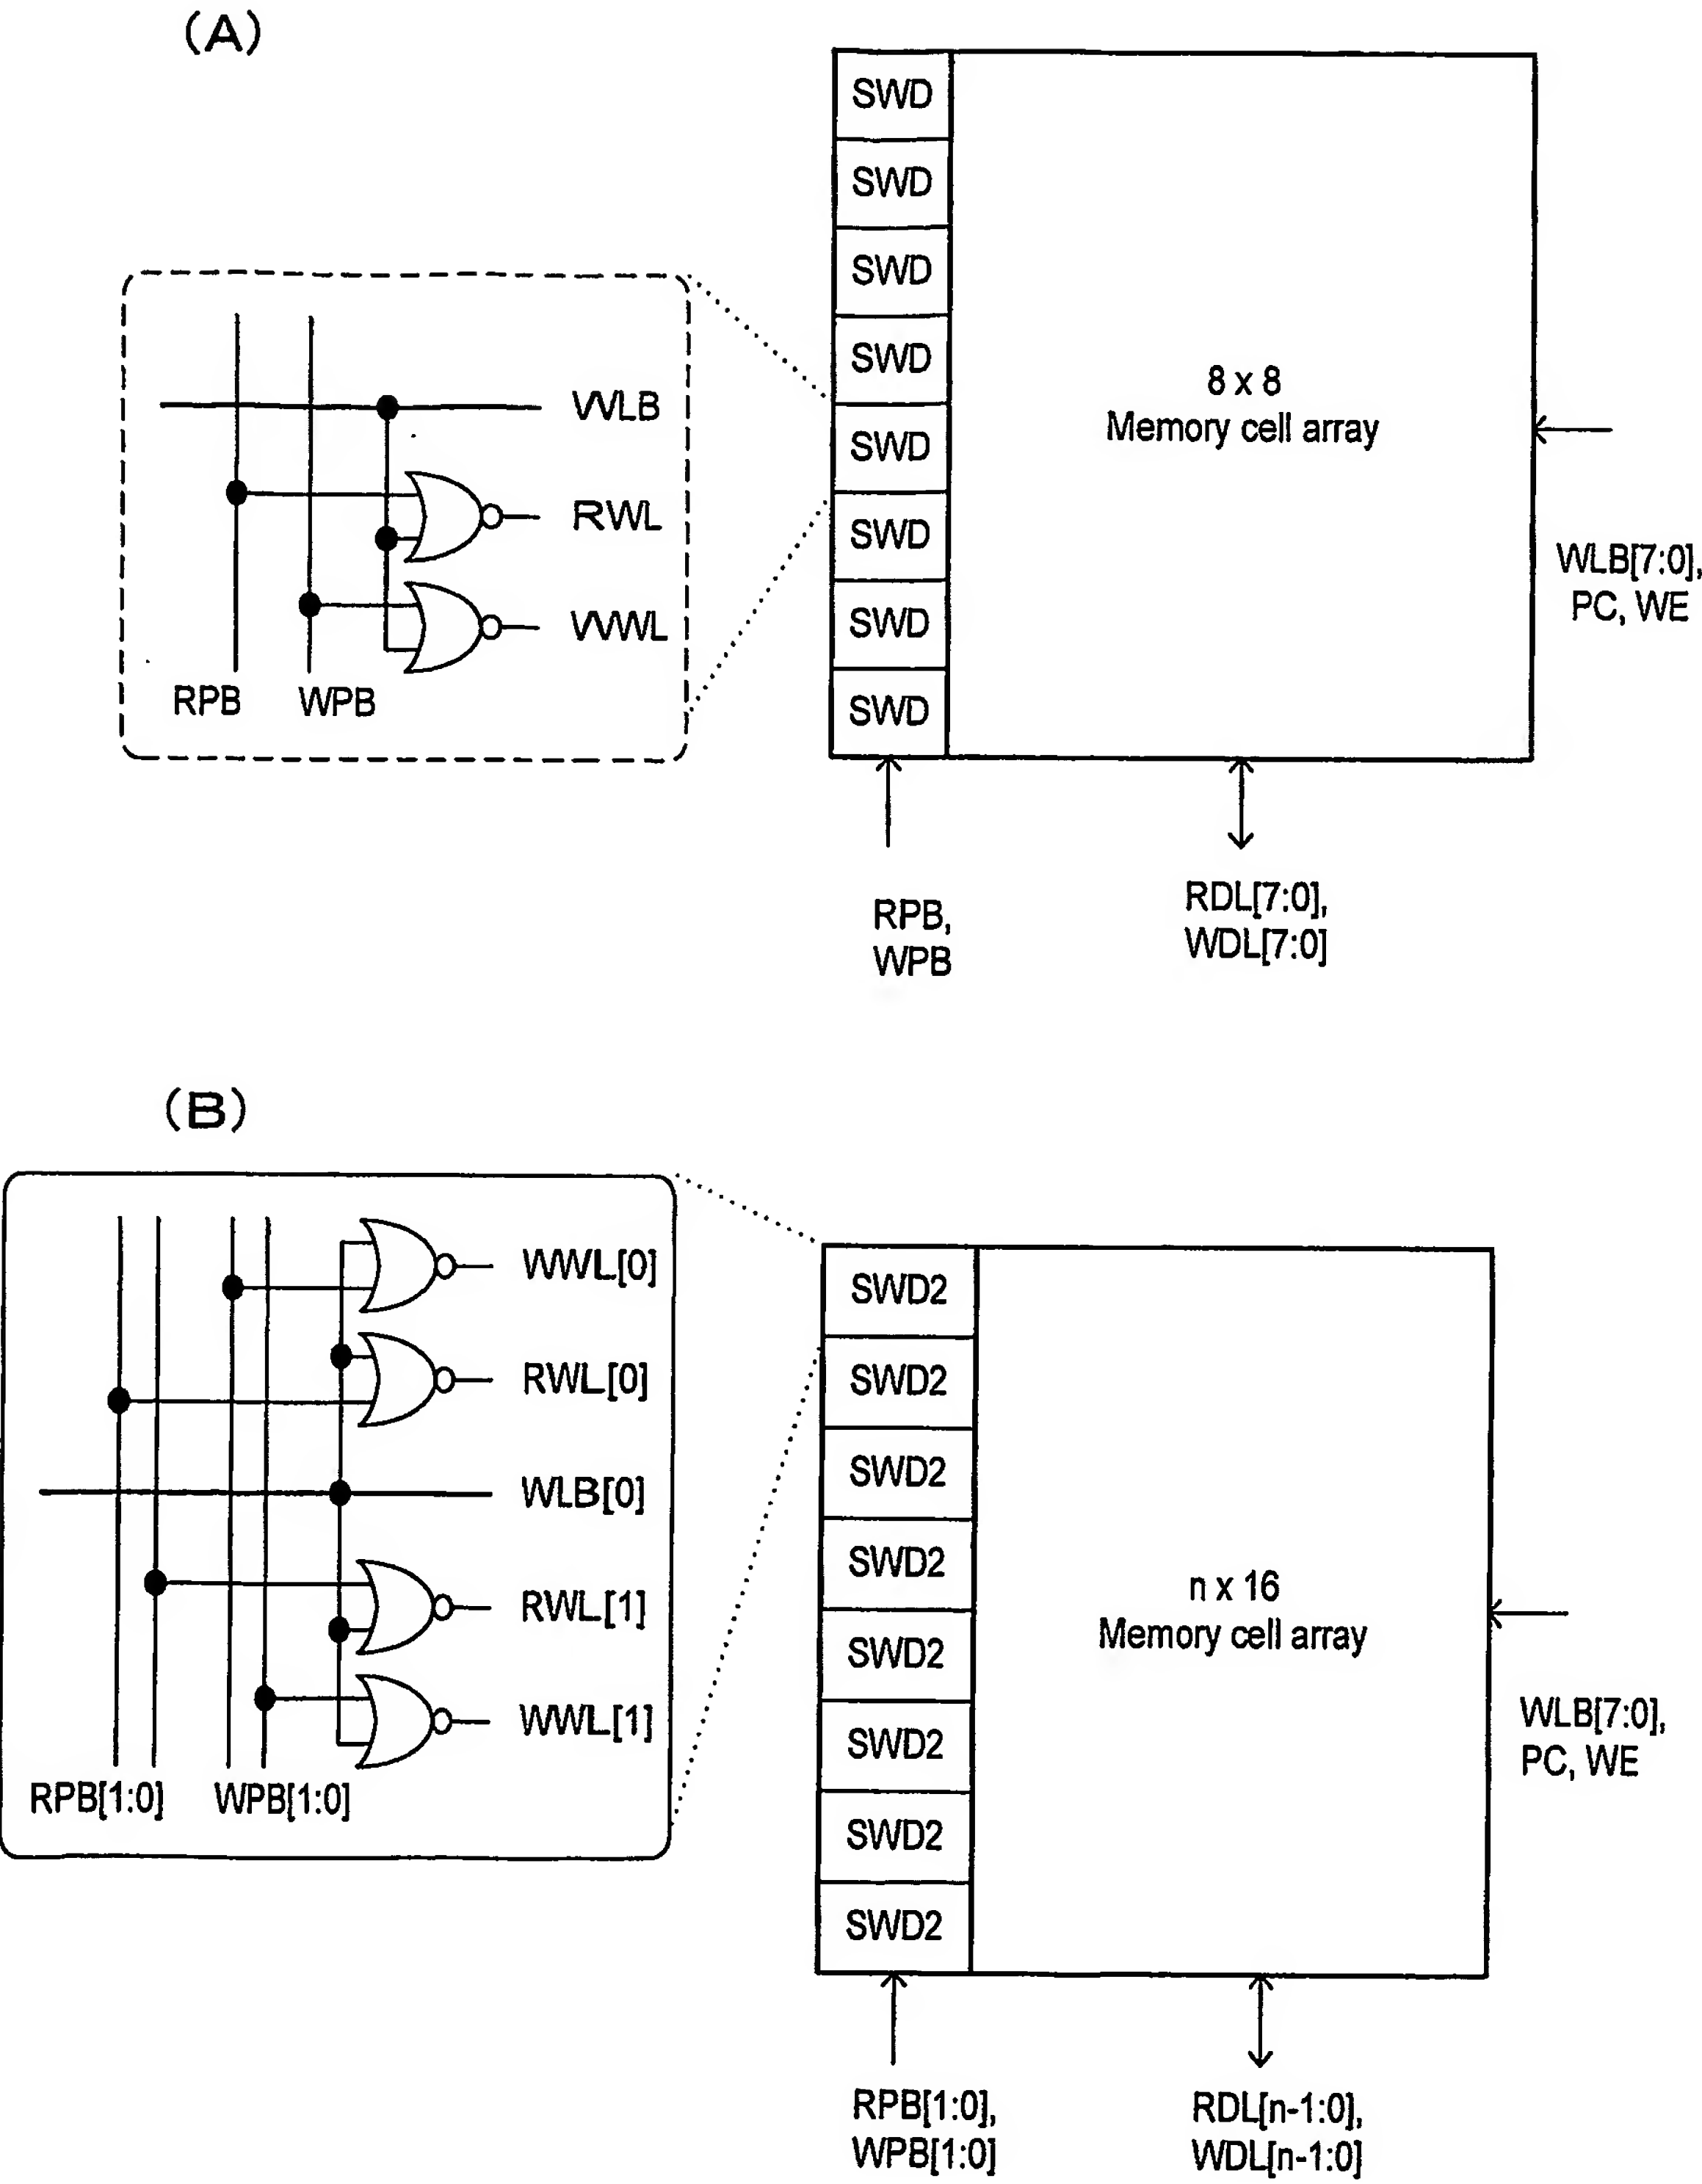 (A)
SWD
SWD
SWD
SWD
SWD
SWD
SWD
SWD
8 x 8
Memory cell array
WLB
RWL
WWL
RPB
WPB
WLB[7:0],
PC, WE
RPB,
WPB
RDL[7:0],
WDL[7:0]
(B)
WWL[0]
RWL[0]
WLB[0]
RWL[1]
WWL[1]
RPB[1:0]
WPB[1:0]
SWD2
SWD2
SWD2
SWD2
SWD2
SWD2
SWD2
SWD2
n x 16
Memory cell array
WLB[7:0],
PC, WE
RPB[1:0],
WPB[1:0]
RDL[n-1:0],
WDL[n-1:0]